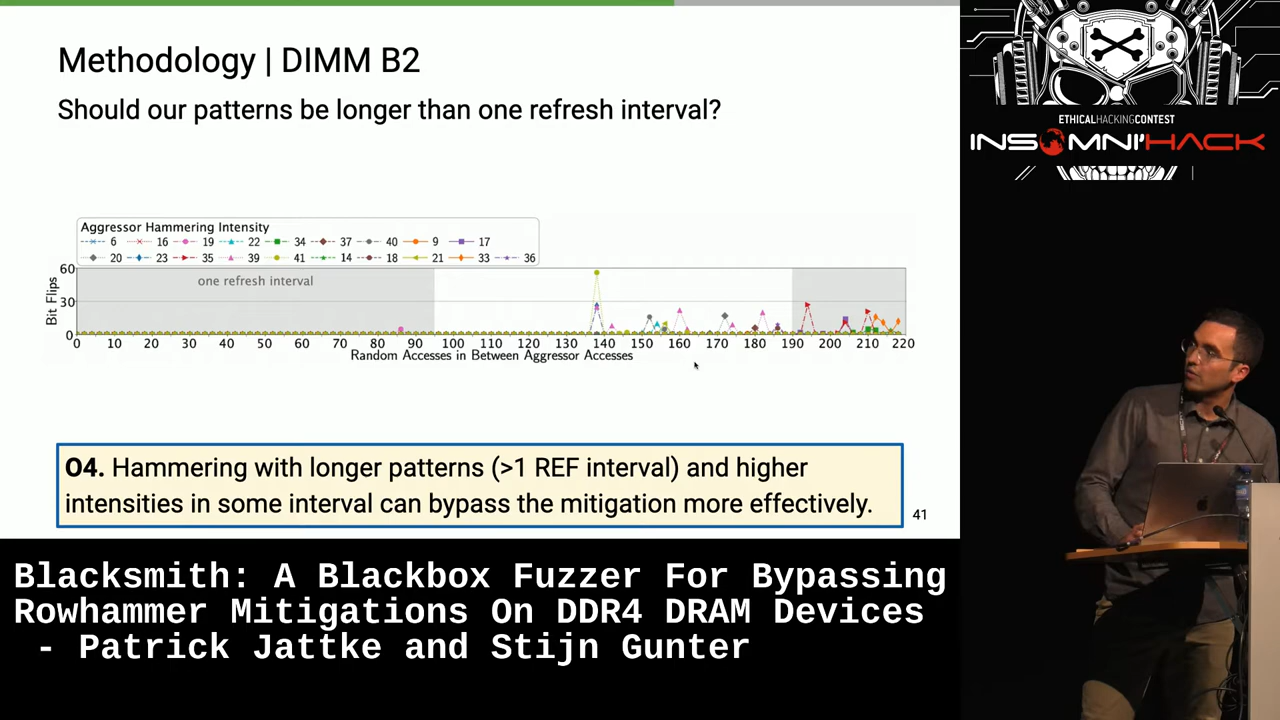 Methodology | DIMM B2
Should our patterns be longer than one refresh interval?
Aggressor Hammering Intensity
6 16 19 22 34 37 40 9 17
20 23 35 39 41 14 18 21 33 36
one refresh interval
Bit Flips
60
30
0
0 10 20 30 40 50 60 70 80 90 100 110 120 130 140 150 160 170 180 190 200 210 220
Random Accesses in Between Aggressor Accesses
O4. Hammering with longer patterns (>1 REF interval) and higher
intensities in some interval can bypass the mitigation more effectively.
41
ETHICALHACKINGCONTEST
INSOMNI'HACK
Blacksmith: A Blackbox Fuzzer For Bypassing
Rowhammer Mitigations On DDR4 DRAM Devices
- Patrick Jattke and Stijn Gunter